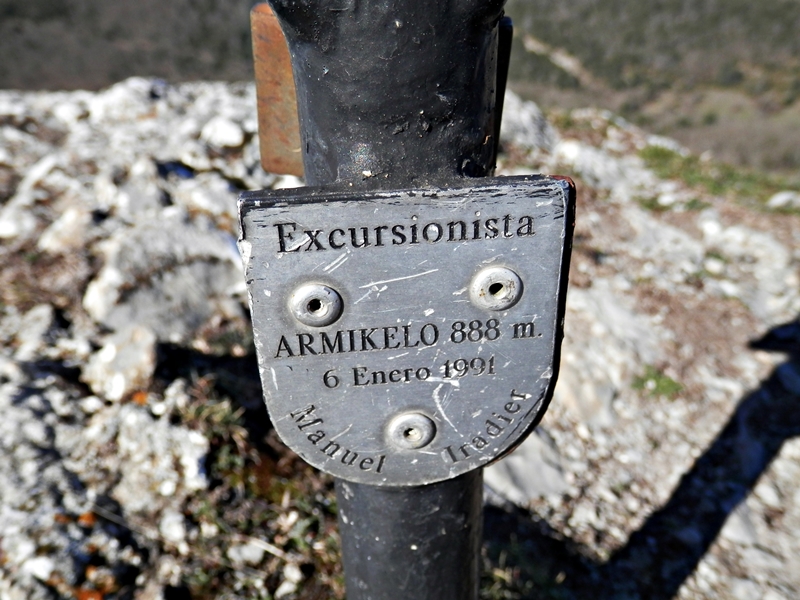 Excursionista
ARMIKELO 888 m.
6 Enero 1991
Manuel Iradier